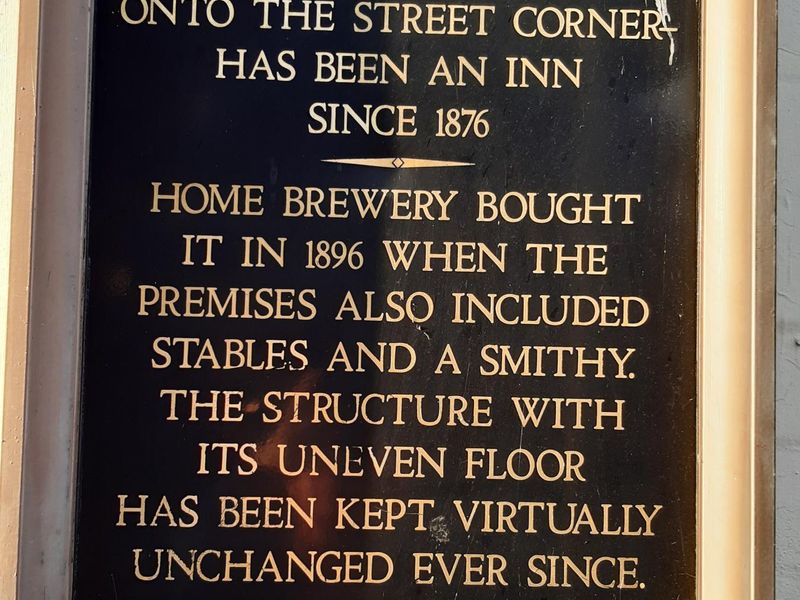 ONTO THE STREET CORNER-
HAS BEEN AN INN
SINCE 1876
HOME BREWERY BOUGHT
IT IN 1896 WHEN THE
PREMISES ALSO INCLUDED
STABLES AND A SMITHY.
THE STRUCTURE WITH
ITS UNEVEN FLOOR
HAS BEEN KEPT VIRTUALLY
UNCHANGED EVER SINCE.